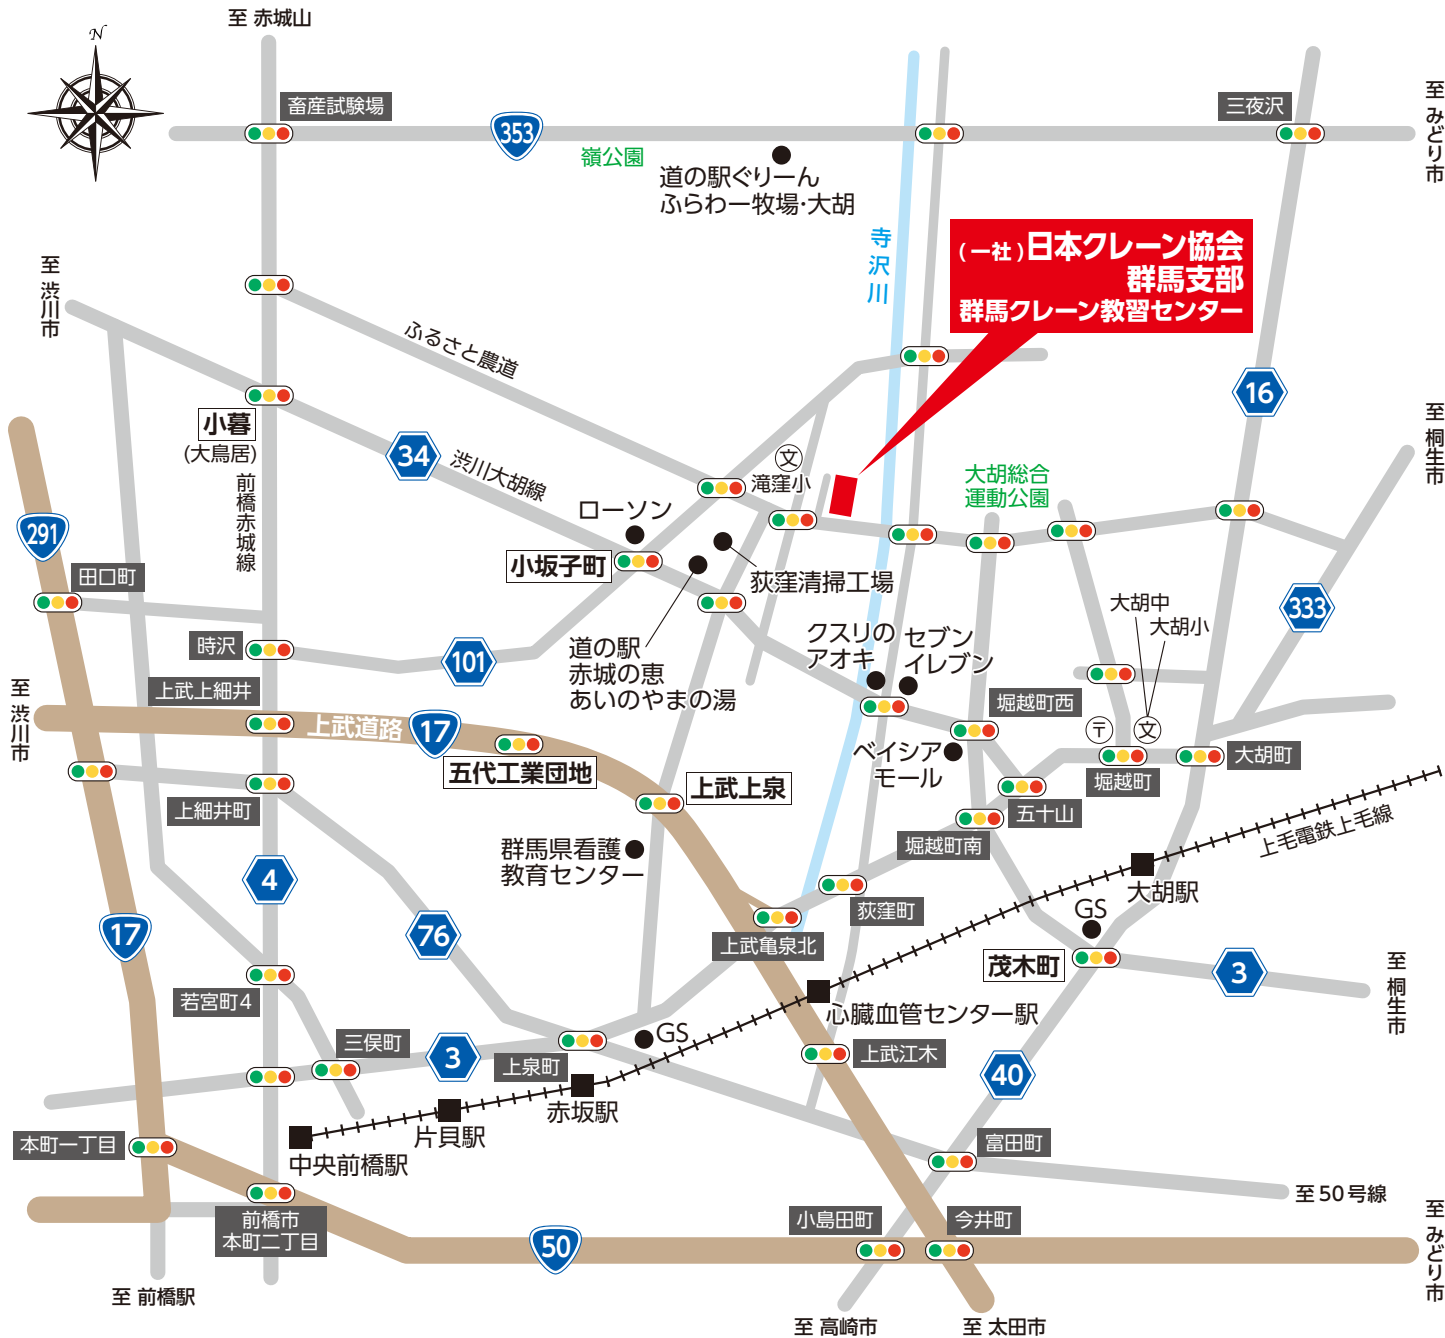 至 赤城山
N
畜産試験場
353
三夜沢
至 みどり市
嶺公園
道の駅ぐりーん
ふらわー牧場・大胡
寺沢川
(一社)日本クレーン協会
群馬支部
群馬クレーン教習センター
至 渋川市
ふるさと農道
小暮
(大鳥居)
34
渋川大胡線
16
至 桐生市
前橋赤城線
文
滝窪小
大胡総合
運動公園
ローソン
291
小坂子町
荻窪清掃工場
田口町
333
大胡中
大胡小
時沢
101
道の駅
赤城の恵
あいのやまの湯
クスリの
アオキ
セブン
イレブン
至 渋川市
上武上細井
上武道路
17
堀越町西
〒
文
五代工業団地
上武上泉
ベイシア
モール
堀越町
大胡町
上細井町
五十山
上毛電鉄上毛線
群馬県看護
教育センター
堀越町南
4
大胡駅
17
76
荻窪町
GS
上武亀泉北
茂木町
3
至 桐生市
若宮町4
心臓血管センター駅
三俣町
3
上泉町
GS
上武江木
40
赤坂駅
片貝駅
中央前橋駅
本町一丁目
富田町
至 50号線
前橋市
本町二丁目
50
小島田町
今井町
至 みどり市
至 前橋駅
至 高崎市
至 太田市